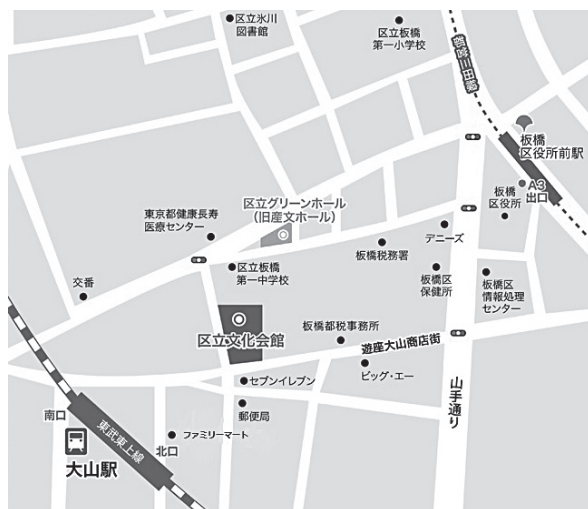 区立氷川
図書館
区立板橋
第一小学校
都営三田線
板橋
区役所前駅
A3
出口
板橋
区役所
区立グリーンホール
(旧産文ホール)
東京都健康長寿
医療センター
デニーズ
板橋税務署
区立板橋
第一中学校
板橋区
保健所
板橋区
情報処理
センター
交番
区立文化会館
板橋都税事務所
遊座大山商店街
ビッグ・エー
セブンイレブン
山手通り
郵便局
南口
東武東上線
ファミリーマート
北口
大山駅